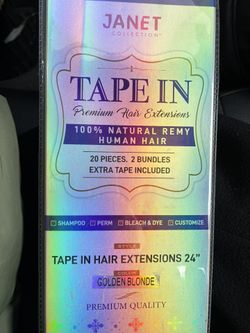 JANET
COLLECTION
TAPE IN
Premium Hair Extensions
100% NATURAL REMY
HUMAN HAIR
20 PIECES. 2 BUNDLES
EXTRA TAPE INCLUDED
SHAMPOO PERM BLEACH & DYE CUSTOMIZE
STYLE
TAPE IN HAIR EXTENSIONS 24”
COLOR
GOLDEN BLONDE
PREMIUM QUALITY